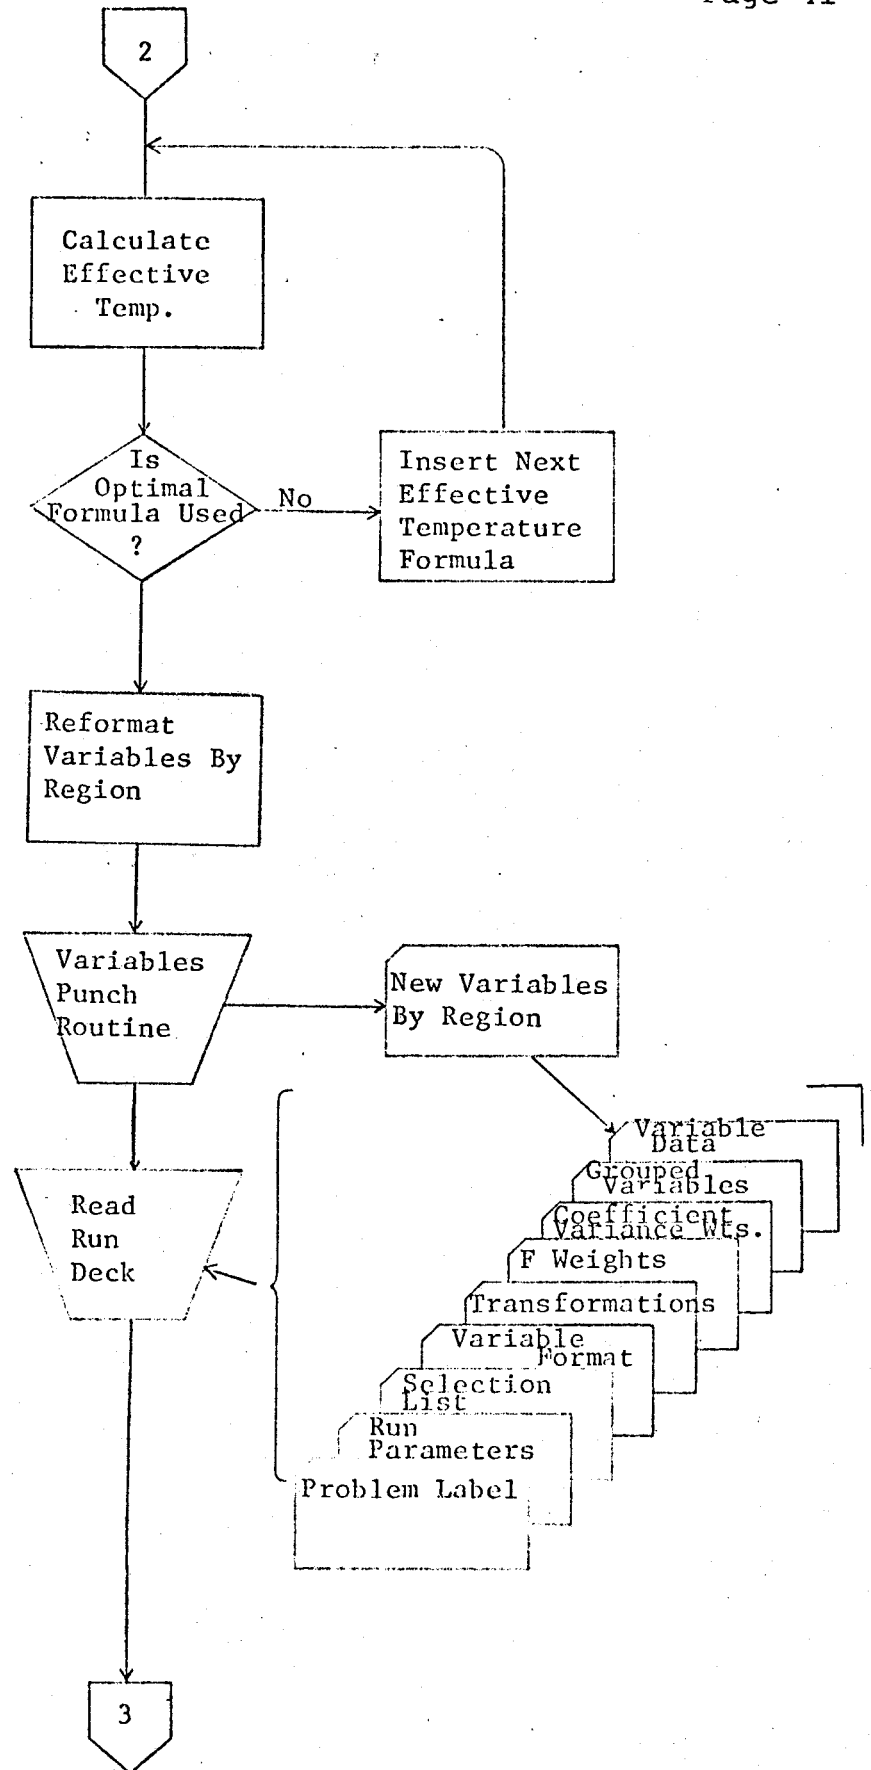 2
Calculate
Effective
Temp.
Is
Optimal
Formula Used
?
No
Insert Next
Effective
Temperature
Formula
Reformat
Variables By
Region
Variables
Punch
Routine
New Variables
By Region
Read
Run
Deck
Variable
Data
Grouped
Variables
Coefficient
Variance Wts.
F Weights
Transformations
Variable
Format
Selection
List
Run
Parameters
Problem Label
3